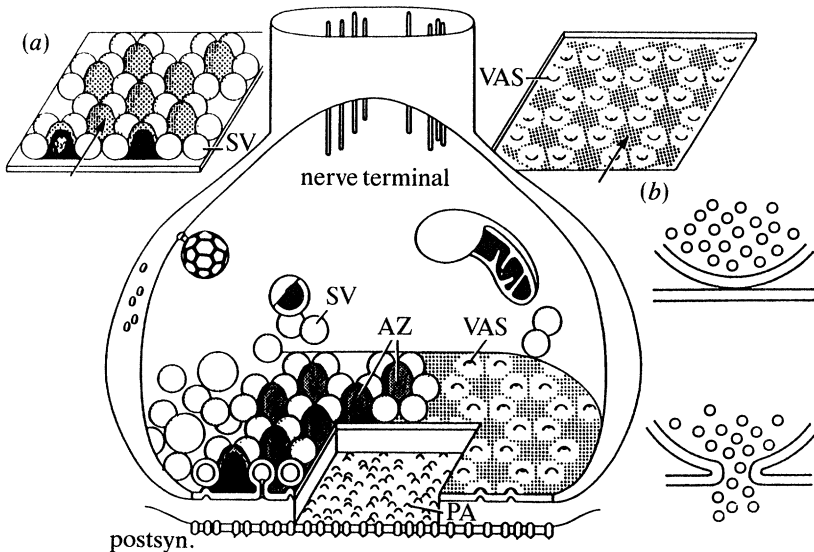 (a)
VAS
SV
nerve terminal
(b)
SV
AZ
VAS
PA
postsyn.